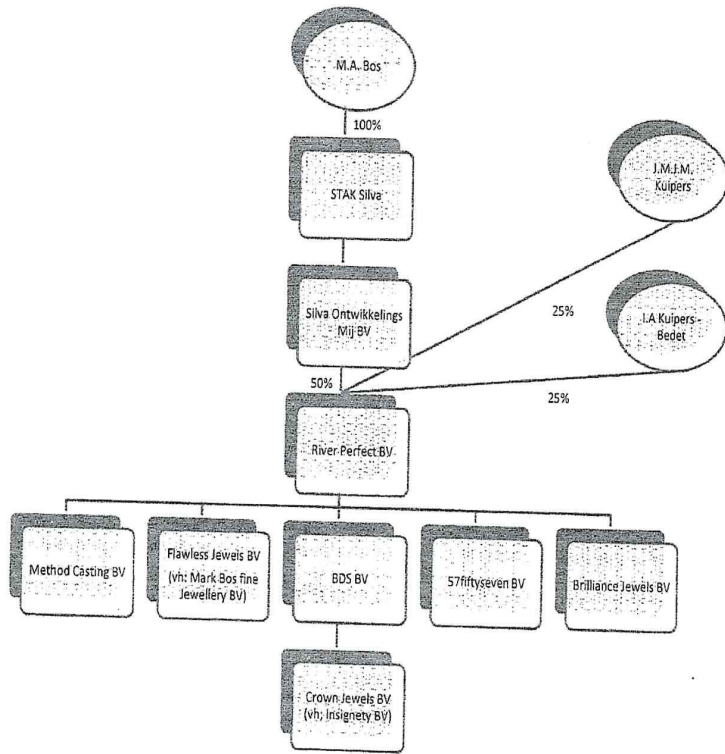 M.A. Bos
100%
STAK Silva
J.M.J.M.
Kuipers
Silva Ontwikkelings
Mij BV
25%
I.A Kuipers -
Bedet
50%
25%
River Perfect BV
Method Casting BV
Flawless Jewels BV
(vh: Mark Bos fine
Jewellery BV)
BDS BV
57fiftyseven BV
Brilliance Jewels BV
Crown Jewels BV
(vh; Insignety BV)